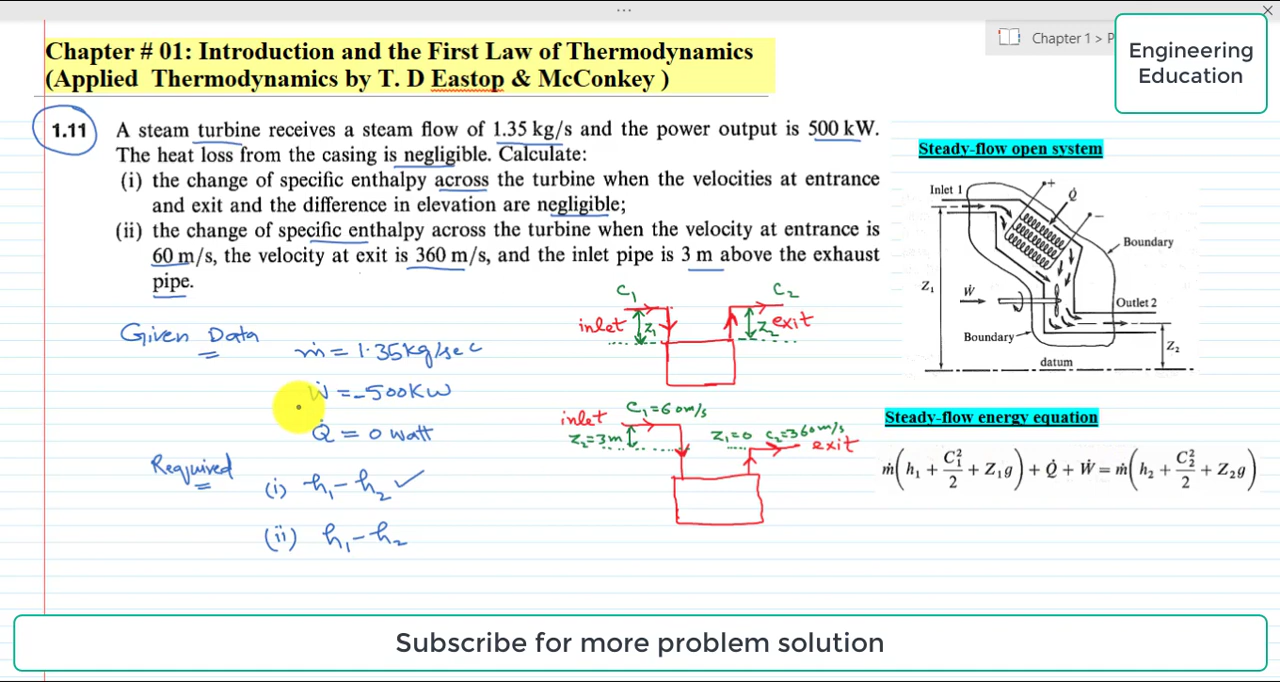 Chapter # 01: Introduction and the First Law of Thermodynamics
(Applied Thermodynamics by T. D Eastop & McConkey )
Chapter 1 > P
Engineering
Education
1.11 A steam turbine receives a steam flow of 1.35 kg/s and the power output is 500 kW.
The heat loss from the casing is negligible. Calculate:
(i) the change of specific enthalpy across the turbine when the velocities at entrance
and exit and the difference in elevation are negligible;
(ii) the change of specific enthalpy across the turbine when the velocity at entrance is
60 m/s, the velocity at exit is 360 m/s, and the inlet pipe is 3 m above the exhaust
pipe.
Given Data
ṁ = 1.35kg/sec
Ẇ = -500KW
Q̇ = 0 watt
Required
(i) h₁-h₂ ✓
(ii) h₁-h₂
C₁ C₂
inlet Z₁ Z₂ exit
inlet C₁=60m/s
Z₂=3m Z₁=0 C₂=360m/s
exit
Steady-flow open system
Inlet 1
+
Q̇
−
Boundary
Z₁
Ẇ
Outlet 2
Boundary
Z₂
datum
Steady-flow energy equation
ṁ(h₁ + C₁²/2 + Z₁g) + Q̇ + Ẇ = ṁ(h₂ + C₂²/2 + Z₂g)
Subscribe for more problem solution